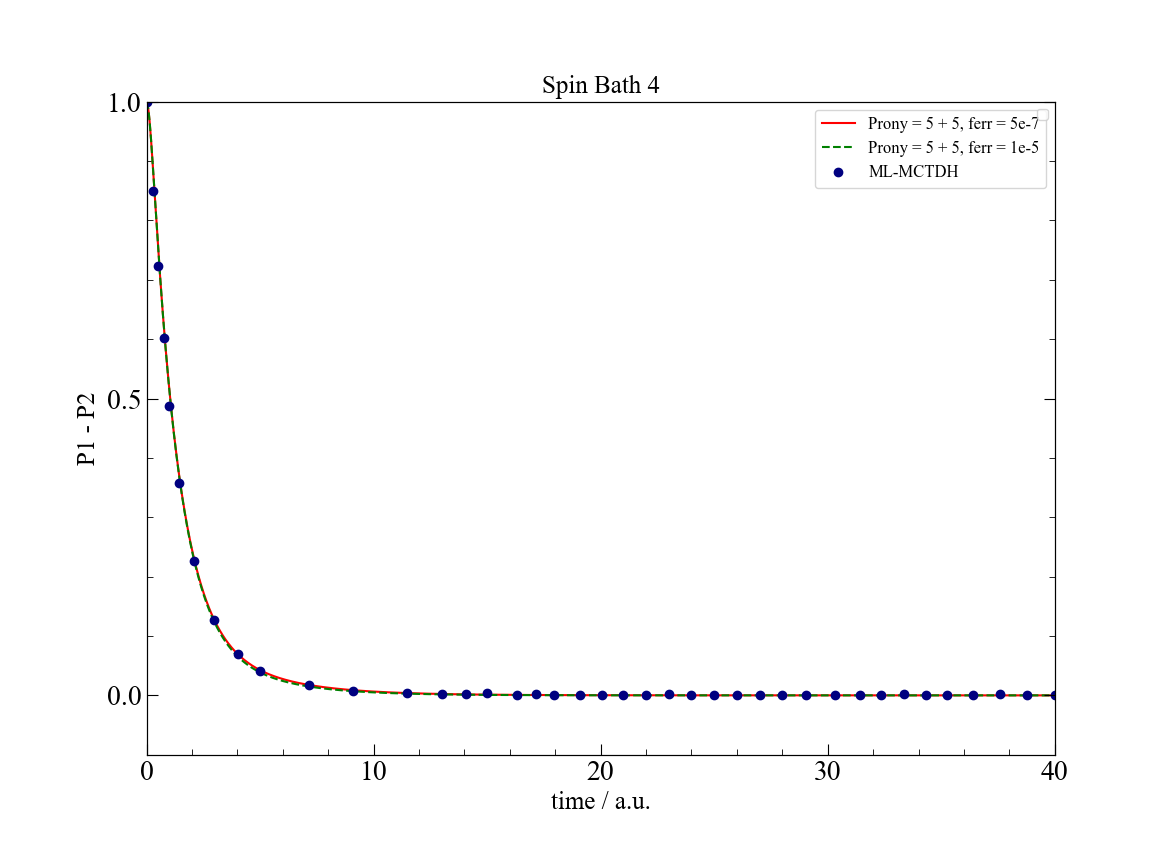 Spin Bath 4
1.0
0.5
0.0
P1 - P2
Prony = 5 + 5, ferr = 5e-7
Prony = 5 + 5, ferr = 1e-5
ML-MCTDH
0 10 20 30 40
time / a.u.